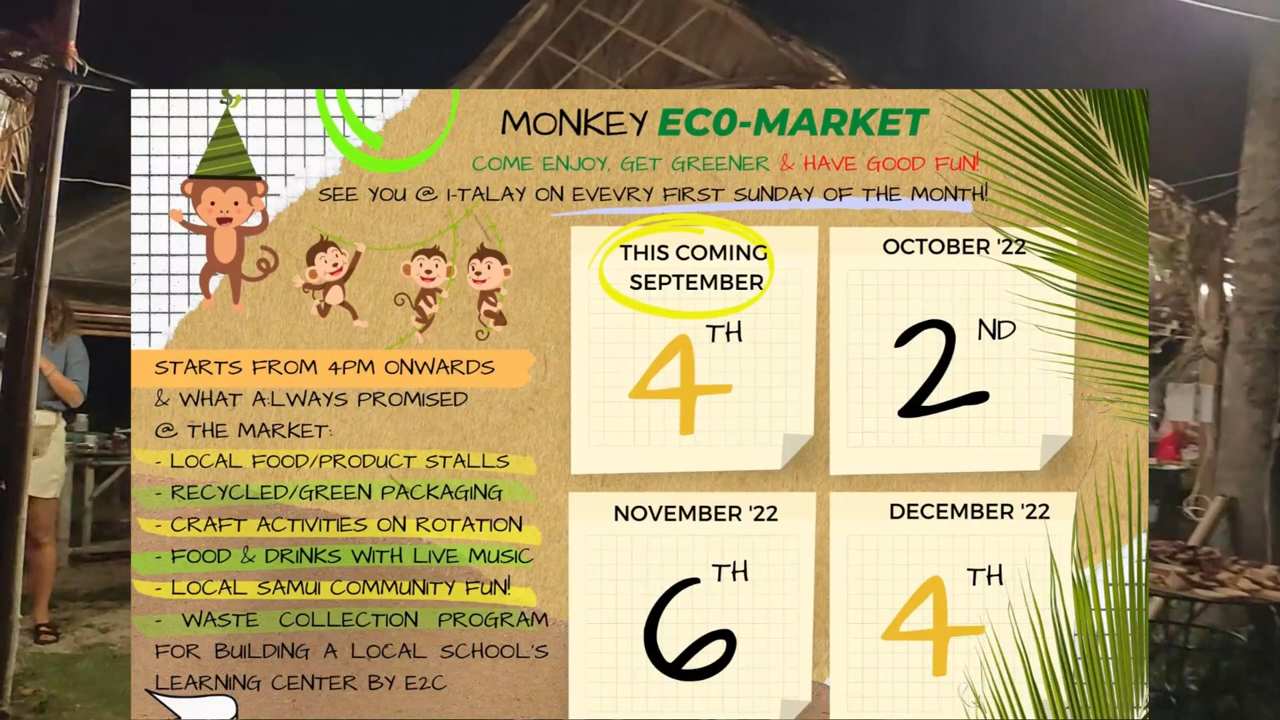 MONKEY EC0-MARKET
COME ENJOY, GET GREENER & HAVE GOOD FUN!
SEE YOU @ I-TALAY ON EVEVRY FIRST SUNDAY OF THE MONTH!
THIS COMING
SEPTEMBER
4TH
OCTOBER '22
2ND
STARTS FROM 4PM ONWARDS
& WHAT A:LWAYS PROMISED
@ THE MARKET:
- LOCAL FOOD/PRODUCT STALLS
- RECYCLED/GREEN PACKAGING
- CRAFT ACTIVITIES ON ROTATION
- FOOD & DRINKS WITH LIVE MUSIC
- LOCAL SAMUI COMMUNITY FUN!
- WASTE COLLECTION PROGRAM
FOR BUILDING A LOCAL SCHOOL'S
LEARNING CENTER BY E2C
NOVEMBER '22
6TH
DECEMBER '22
4TH